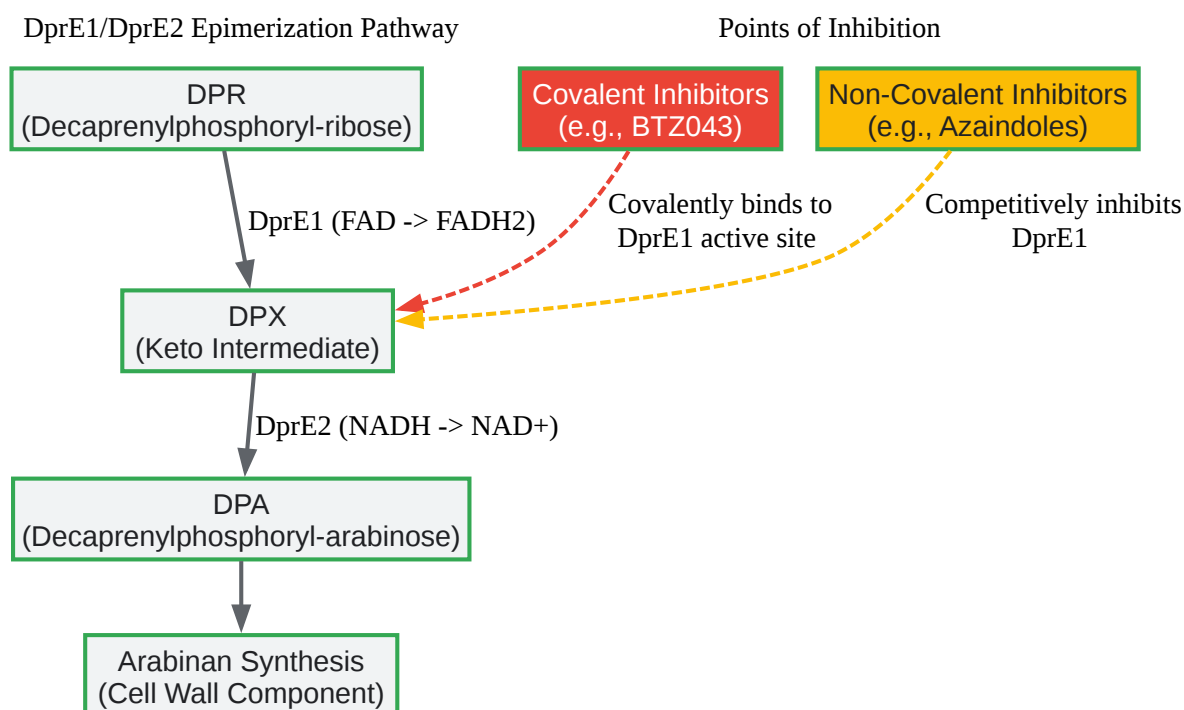 DprE1/DprE2 Epimerization Pathway
Points of Inhibition
DPR
(Decaprenylphosphoryl-ribose)
Covalent Inhibitors
(e.g., BTZ043)
Non-Covalent Inhibitors
(e.g., Azaindoles)
DprE1 (FAD -> FADH2)
Covalently binds to
DprE1 active site
Competitively inhibits
DprE1
DPX
(Keto Intermediate)
DprE2 (NADH -> NAD+)
DPA
(Decaprenylphosphoryl-arabinose)
Arabinan Synthesis
(Cell Wall Component)